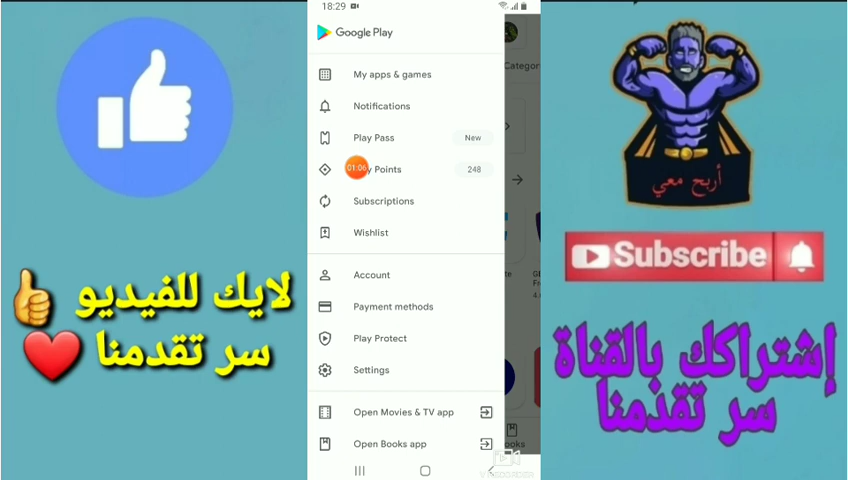 لايك للفيديو
سر تقدمنا
18:29
Google Play
My apps & games
Notifications
Play Pass
New
01:06
Points
248
Subscriptions
Wishlist
Account
Payment methods
Play Protect
Settings
Open Movies & TV app
Open Books app
Categor
ooks
أربح معي
Subscribe
إشتراكك بالقناة
سر تقدمنا